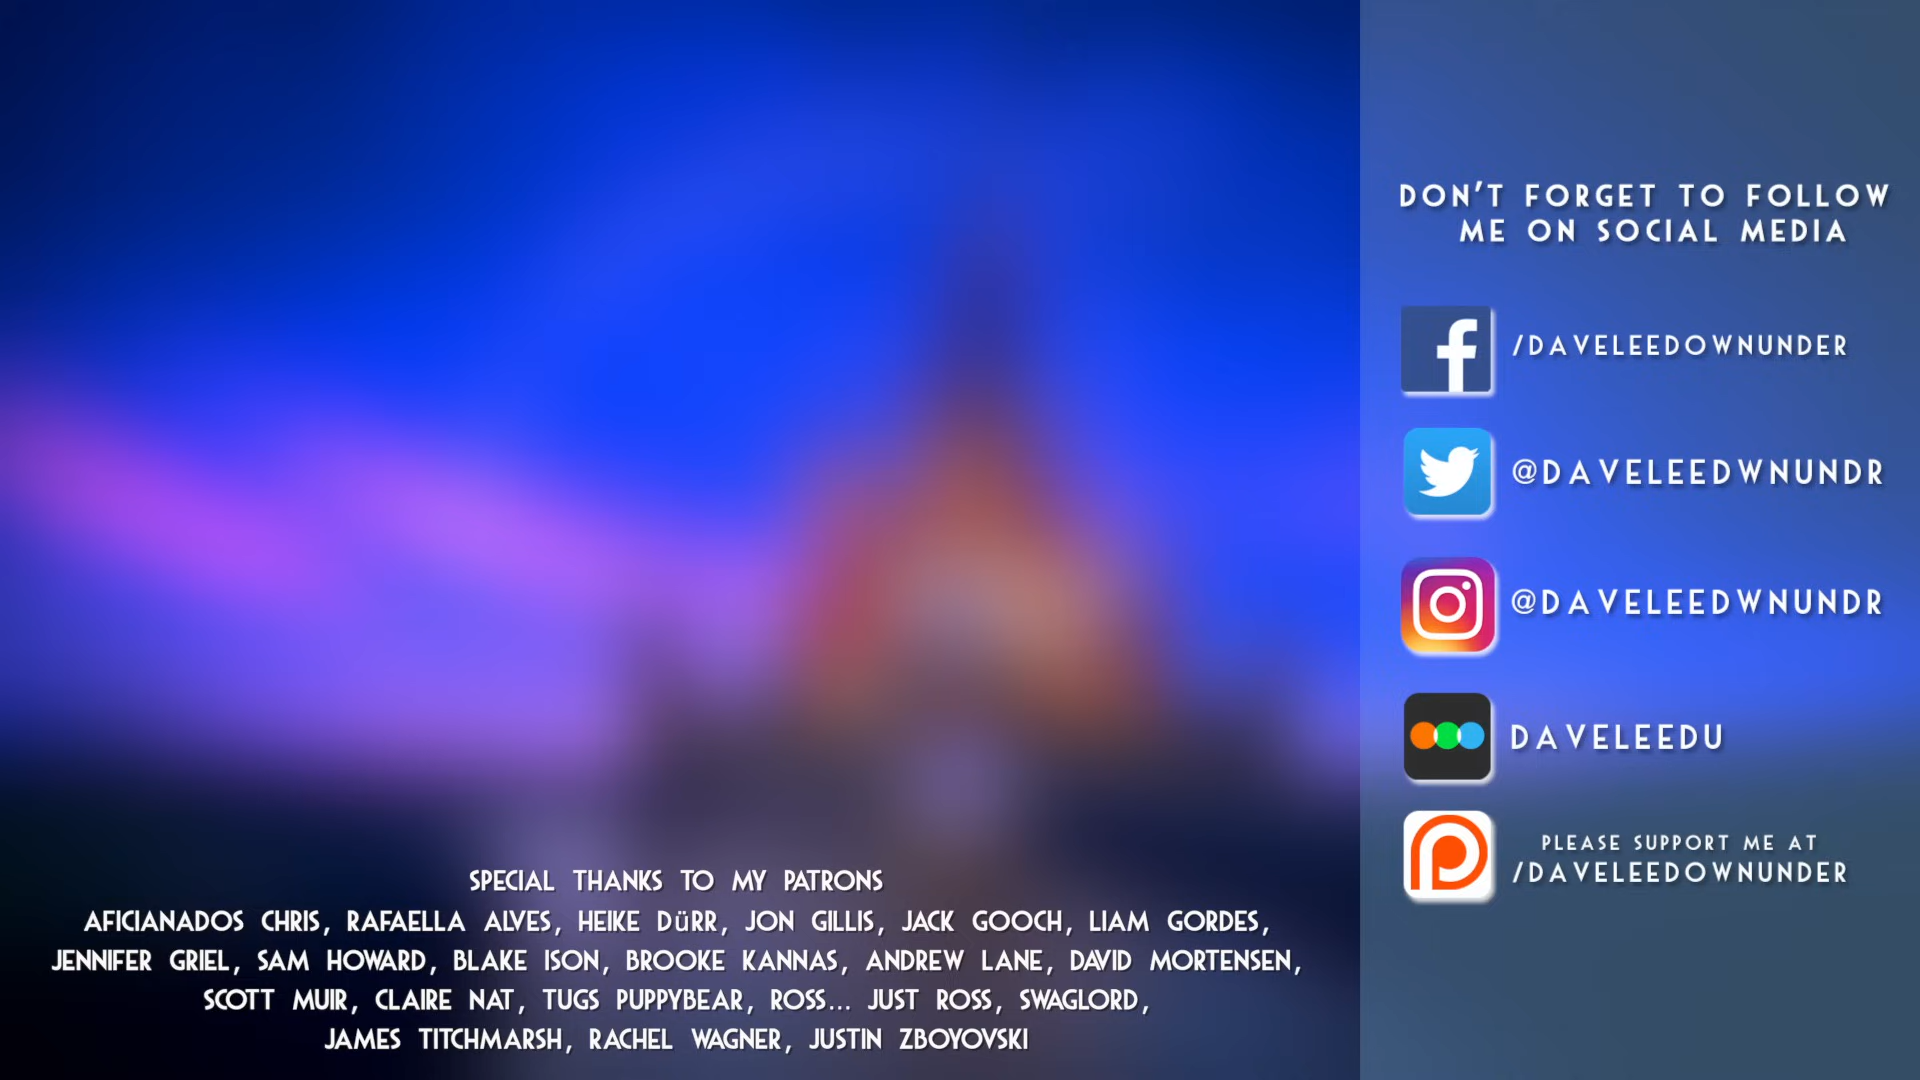 DON'T FORGET TO FOLLOW
ME ON SOCIAL MEDIA
/DAVELEEDOWNUNDER
@DAVELEEDWNUNDR
@DAVELEEDWNUNDR
DAVELEEDU
PLEASE SUPPORT ME AT
/DAVELEEDOWNUNDER
SPECIAL THANKS TO MY PATRONS
AFICIANADOS CHRIS, RAFAELLA ALVES, HEIKE DüRR, JON GILLIS, JACK GOOCH, LIAM GORDES,
JENNIFER GRIEL, SAM HOWARD, BLAKE ISON, BROOKE KANNAS, ANDREW LANE, DAVID MORTENSEN,
SCOTT MUIR, CLAIRE NAT, TUGS PUPPYBEAR, ROSS... JUST ROSS, SWAGLORD,
JAMES TITCHMARSH, RACHEL WAGNER, JUSTIN ZBOYOVSKI